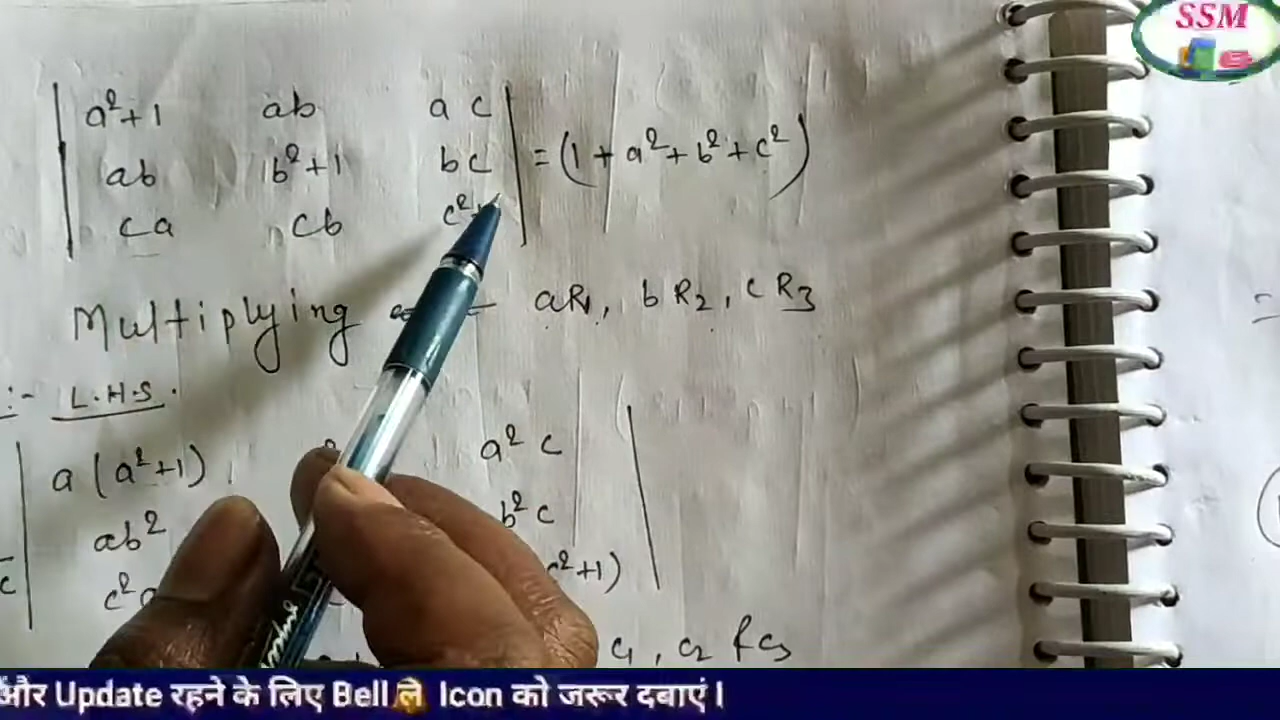 SSM
| a²+1 ab a c |
| ab b²+1 bc | = (1 + a² + b² + c²)
| ca cb c²+ |
Multiplying aR₁, bR₂, cR₃
:- L.H.S.
| a(a²+1) a²c |
| ab² b²c |
c | c² c²+1) |
c₁, c₂ & c₃
और Update रहने के लिए Bell Icon को जरूर दबाएं।